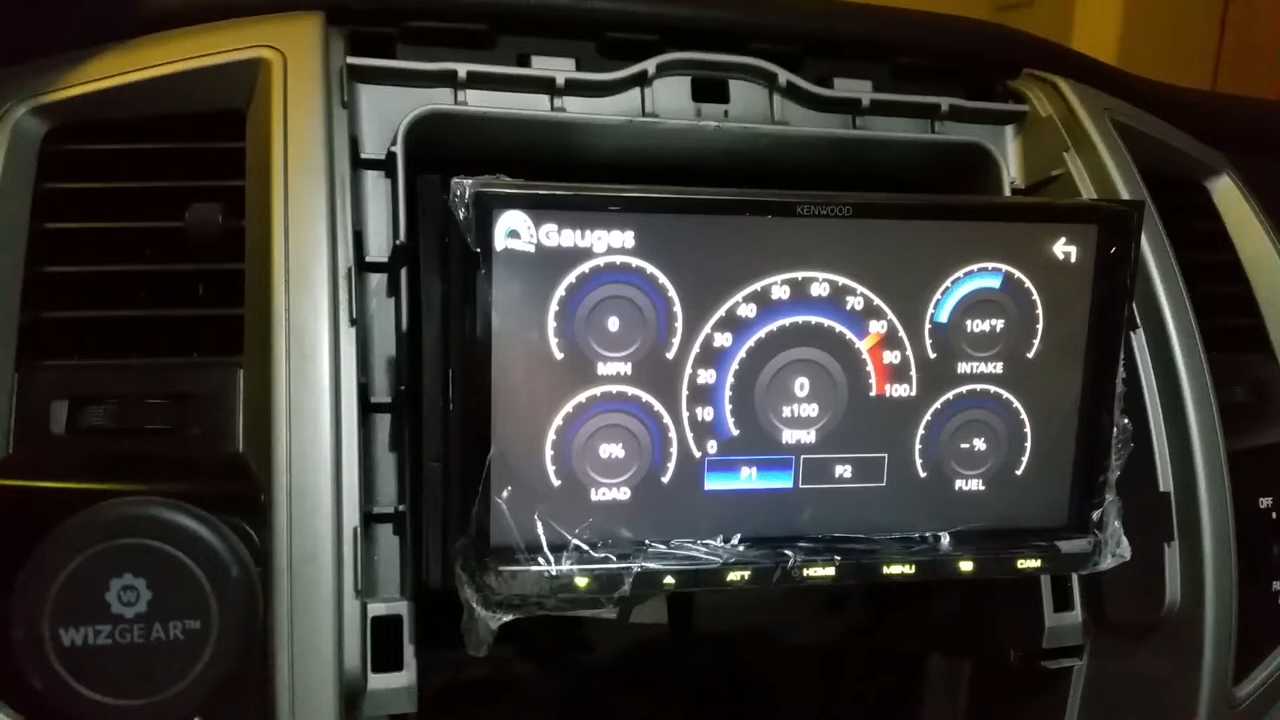 KENWOOD
Gauges
0
MPH
0%
LOAD
0
10
20
30
40
50
60
70
80
90
100
0
x100
RPM
P1
P2
104°F
INTAKE
- %
FUEL
ATT
HOME
MENU
CAM
OFF
W
WIZGEAR™